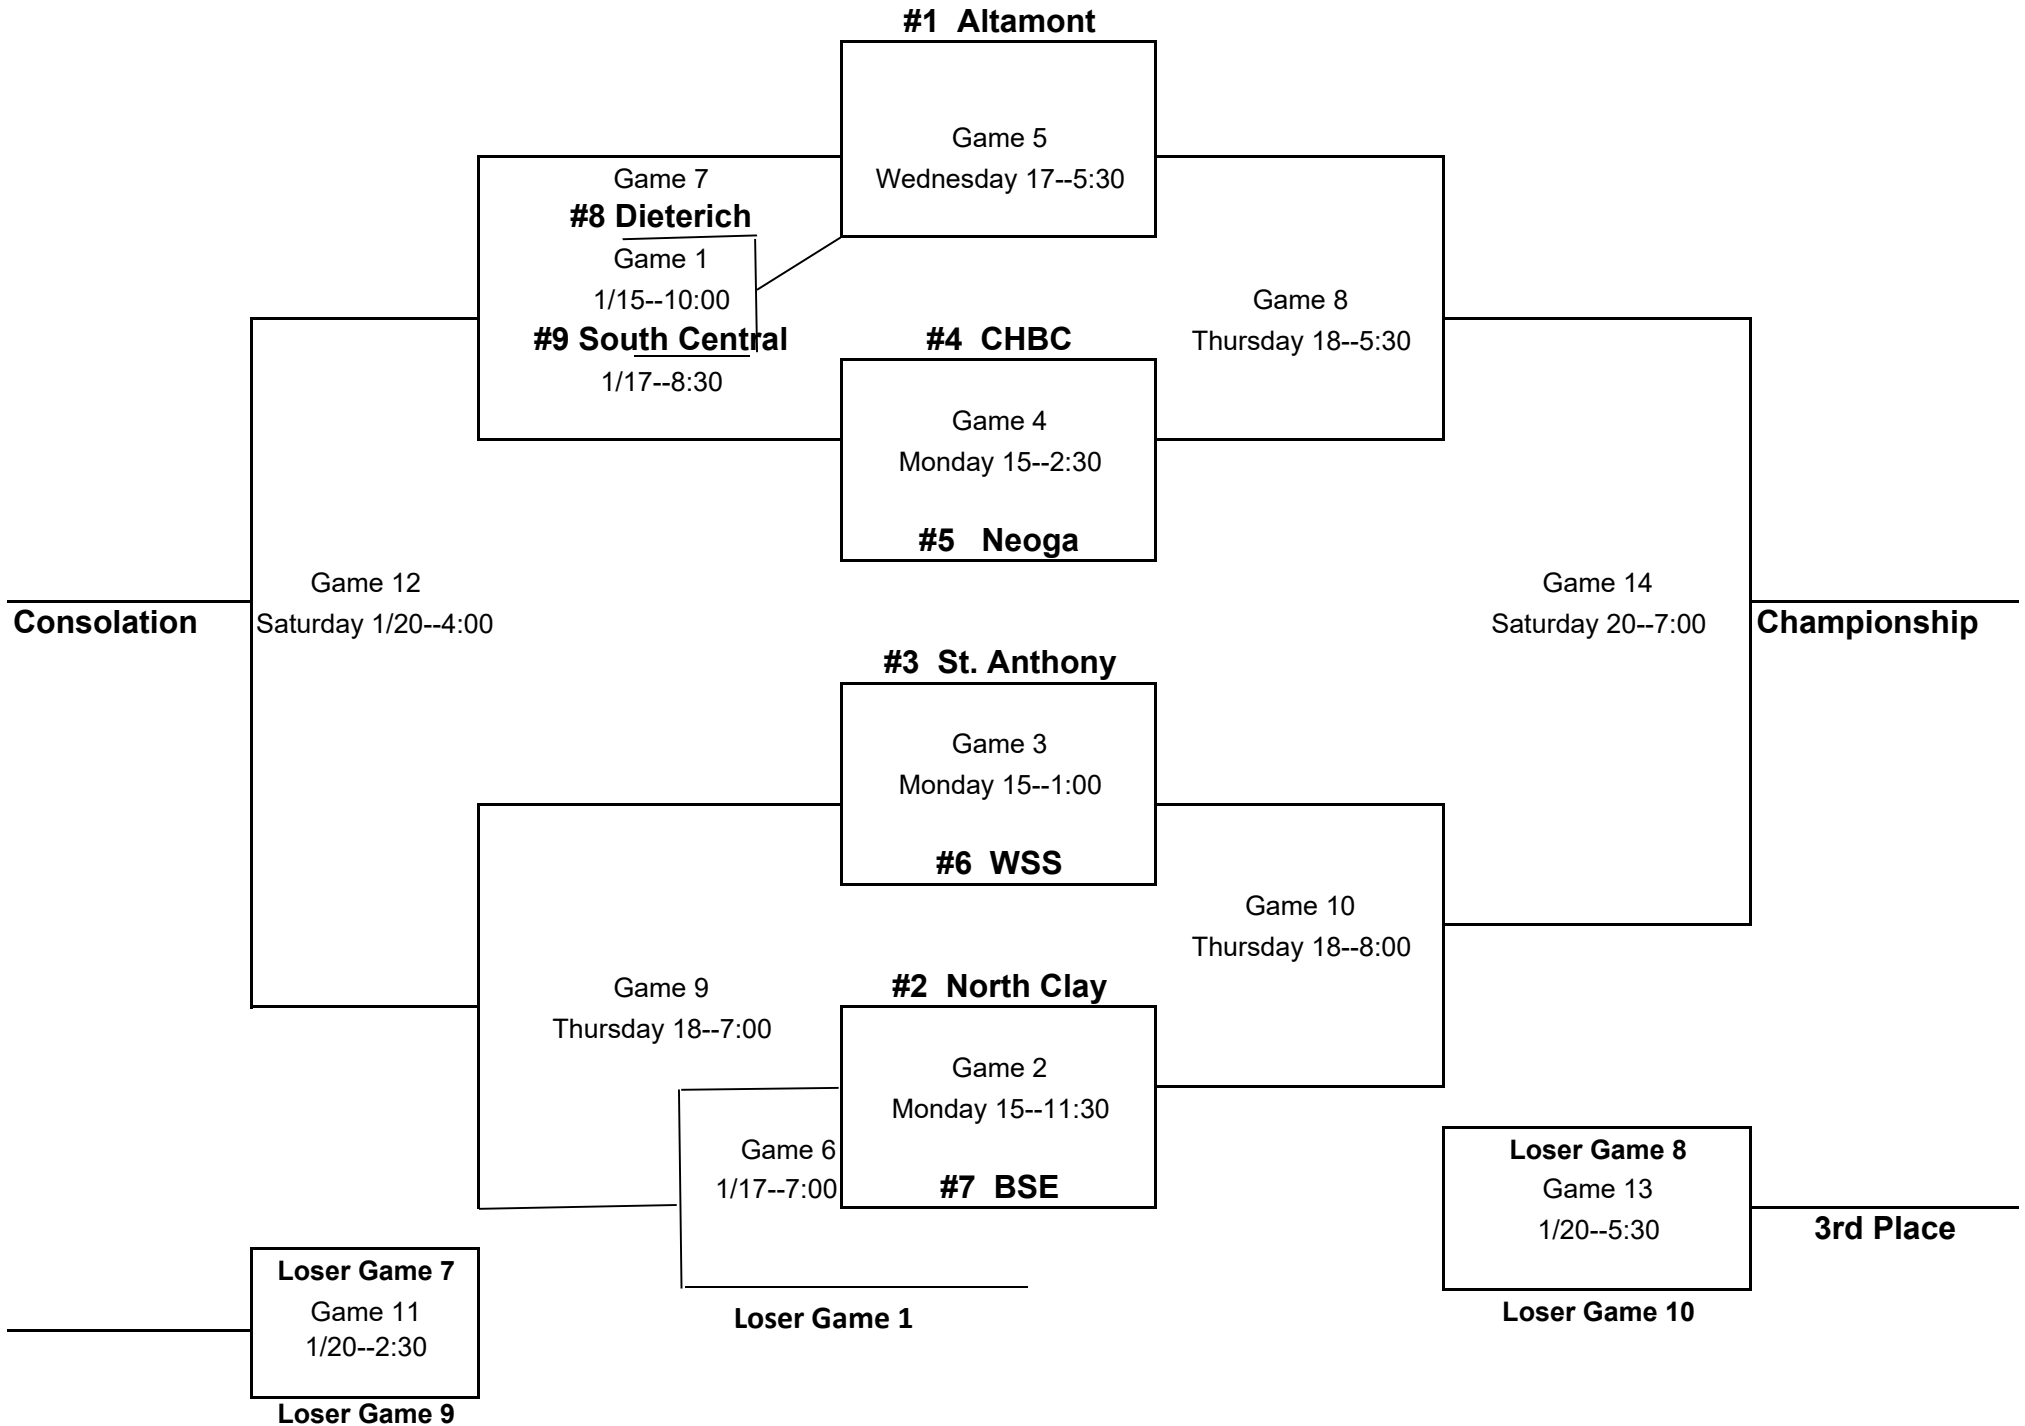 #1 Altamont
Game 5
Wednesday 17--5:30
Game 7
#8 Dieterich
Game 1
1/15--10:00
#9 South Central
1/17--8:30
#4 CHBC
Game 4
Monday 15--2:30
#5 Neoga
Game 8
Thursday 18--5:30
Game 12
Saturday 1/20--4:00
Consolation
Game 14
Saturday 20--7:00
Championship
#3 St. Anthony
Game 3
Monday 15--1:00
#6 WSS
Game 10
Thursday 18--8:00
Game 9
Thursday 18--7:00
#2 North Clay
Game 2
Monday 15--11:30
#7 BSE
Game 6
1/17--7:00
Loser Game 1
Loser Game 8
Game 13
1/20--5:30
Loser Game 10
3rd Place
Loser Game 7
Game 11
1/20--2:30
Loser Game 9